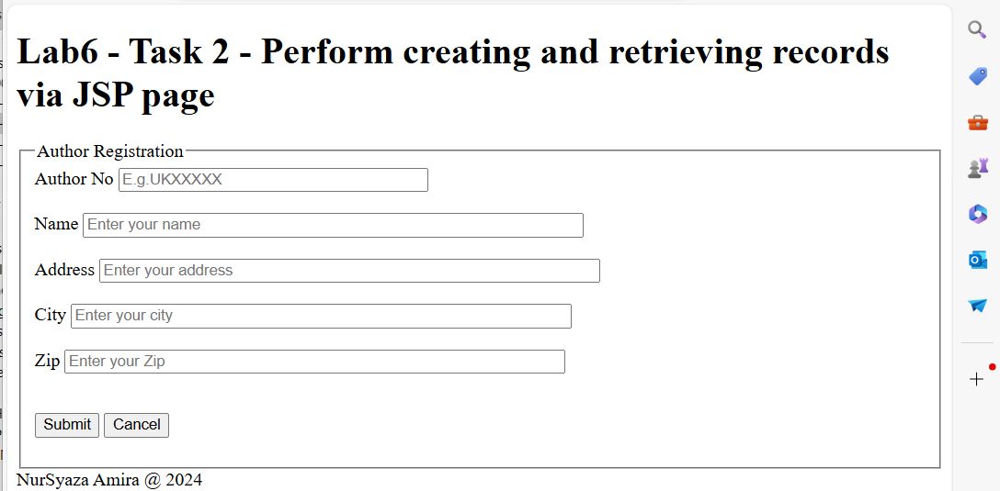 Lab6 - Task 2 - Perform creating and retrieving records
via JSP page
Author Registration
Author No E.g.UKXXXXX
Name Enter your name
Address Enter your address
City Enter your city
Zip Enter your Zip
Submit Cancel
NurSyaza Amira @ 2024